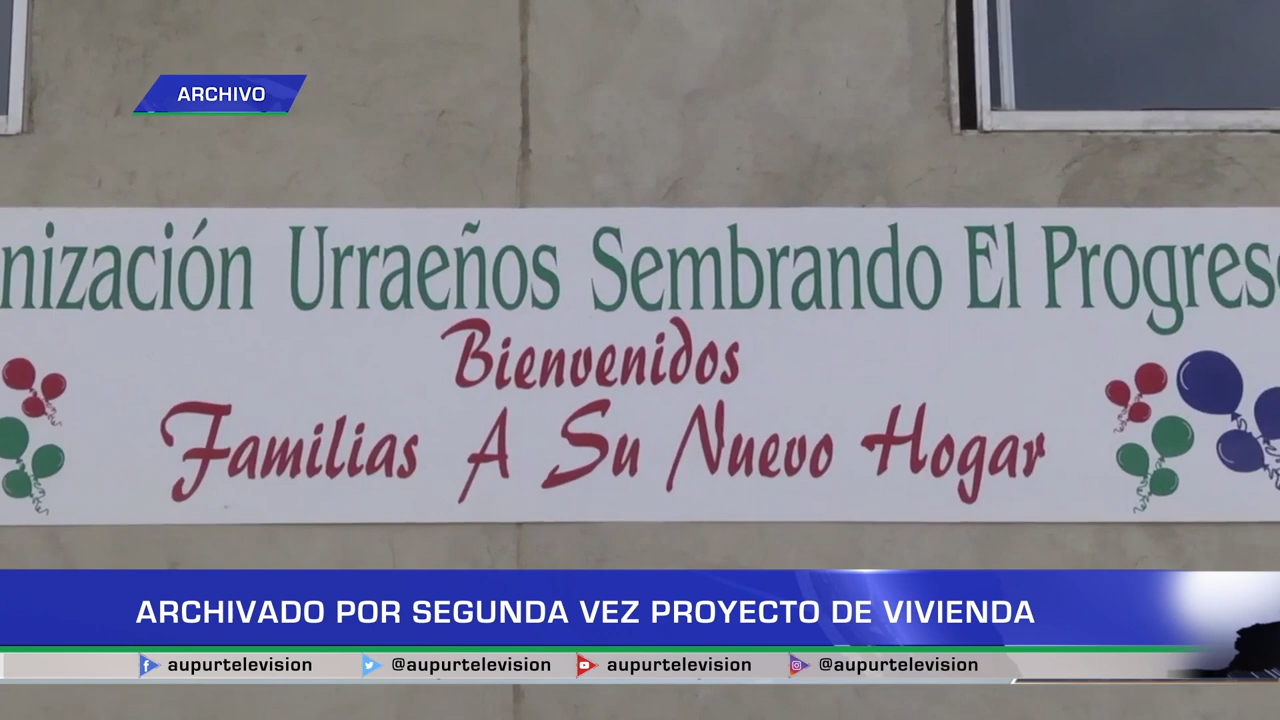 ARCHIVO
nización Urraeños Sembrando El Progreso
Bienvenidos
Familias A Su Nuevo Hogar
ARCHIVADO POR SEGUNDA VEZ PROYECTO DE VIVIENDA
aupurtelevision @aupurtelevision aupurtelevision @aupurtelevision